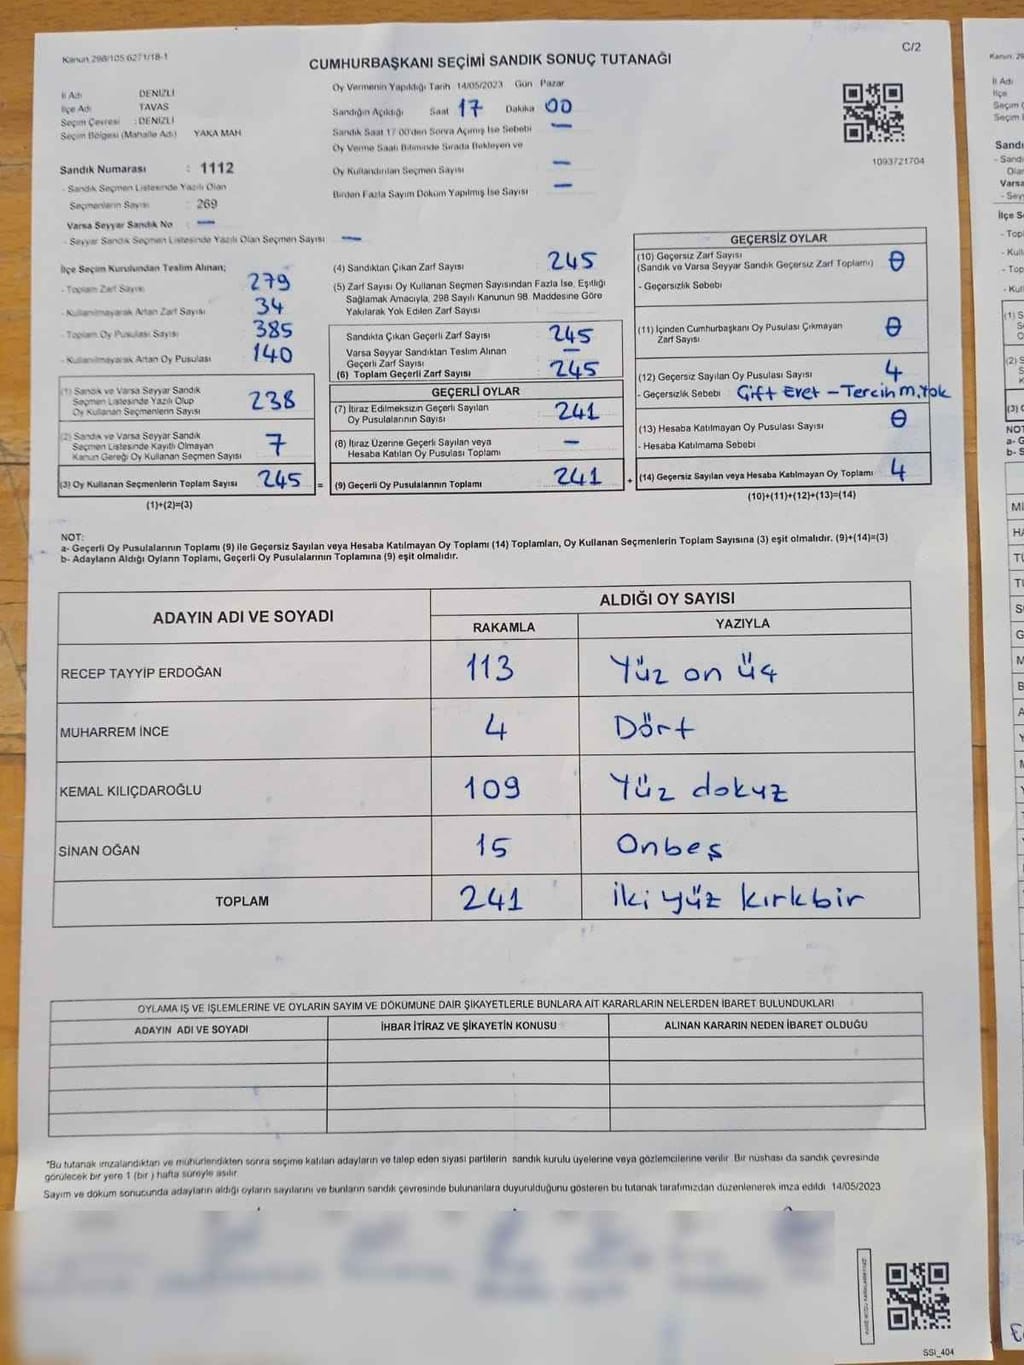 Kanun 298/105 6271/18-1
C/2
CUMHURBAŞKANI SEÇİMİ SANDIK SONUÇ TUTANAĞI
İl Adı DENİZLİ
İlçe Adı TAVAS
Seçim Çevresi : DENİZLİ
Seçim Bölgesi (Mahalle Adı) YAKA MAH
Oy Vermenin Yapıldığı Tarih 14/05/2023 Gün Pazar
Sandığın Açıldığı Saat 17 Dakika 00
Sandık Saat 17 00'den Sonra Açılmış İse Sebebi —
Oy Verme Saati Bitiminde Sırada Bekleyen ve
Oy Kullandırılan Seçmen Sayısı —
Birden Fazla Sayım Döküm Yapılmış İse Sayısı —
1093721704
Sandık Numarası : 1112
- Sandık Seçmen Listesinde Yazılı Olan
Seçmenlerin Sayısı : 269
Varsa Seyyar Sandık No —
- Seyyar Sandık Seçmen Listesinde Yazılı Olan Seçmen Sayısı —
İlçe Seçim Kurulundan Teslim Alınan;
- Toplam Zarf Sayısı 279
- Kullanılmayarak Artan Zarf Sayısı 34
- Toplam Oy Pusulası Sayısı 385
- Kullanılmayarak Artan Oy Pusulası 140
(1) Sandık ve Varsa Seyyar Sandık
Seçmen Listesinde Yazılı Olup
Oy Kullanan Seçmenlerin Sayısı 238
(2) Sandık ve Varsa Seyyar Sandık
Seçmen Listesinde Kayıtlı Olmayan
Kanun Gereği Oy Kullanan Seçmen Sayısı 7
(3) Oy Kullanan Seçmenlerin Toplam Sayısı 245 =
(1)+(2)=(3)
(4) Sandıktan Çıkan Zarf Sayısı 245
(5) Zarf Sayısı Oy Kullanan Seçmen Sayısından Fazla İse, Eşitliği
Sağlamak Amacıyla, 298 Sayılı Kanunun 98. Maddesine Göre
Yakılarak Yok Edilen Zarf Sayısı
Sandıkta Çıkan Geçerli Zarf Sayısı 245
Varsa Seyyar Sandıktan Teslim Alınan
Geçerli Zarf Sayısı —
(6) Toplam Geçerli Zarf Sayısı 245
GEÇERLİ OYLAR
(7) İtiraz Edilmeksizin Geçerli Sayılan
Oy Pusulasının Sayısı 241
(8) İtiraz Üzerine Geçerli Sayılan veya
Hesaba Katılan Oy Pusulası Toplamı —
(9) Geçerli Oy Pusulalarının Toplamı 241 +
GEÇERSİZ OYLAR
(10) Geçersiz Zarf Sayısı
(Sandık ve Varsa Seyyar Sandık Geçersiz Zarf Toplamı) 0
- Geçersizlik Sebebi
(11) İçinden Cumhurbaşkanı Oy Pusulası Çıkmayan
Zarf Sayısı 0
(12) Geçersiz Sayılan Oy Pusulası Sayısı 4
- Geçersizlik Sebebi Çift Evet - Tercih M. Yok
(13) Hesaba Katılmayan Oy Pusulası Sayısı 0
- Hesaba Katılmama Sebebi
(14) Geçersiz Sayılan veya Hesaba Katılmayan Oy Toplamı 4
(10)+(11)+(12)+(13)=(14)
NOT:
a- Geçerli Oy Pusulalarının Toplamı (9) ile Geçersiz Sayılan veya Hesaba Katılmayan Oy Toplamı (14) Toplamları, Oy Kullanan Seçmenlerin Toplam Sayısına (3) eşit olmalıdır. (9)+(14)=(3)
b- Adayların Aldığı Oyların Toplamı, Geçerli Oy Pusulalarının Toplamına (9) eşit olmalıdır.
ADAYIN ADI VE SOYADI
ALDIĞI OY SAYISI
RAKAMLA YAZIYLA
RECEP TAYYİP ERDOĞAN 113 Yüz on üç
MUHARREM İNCE 4 Dört
KEMAL KILIÇDAROĞLU 109 Yüz dokuz
SİNAN OĞAN 15 Onbeş
TOPLAM 241 İki yüz kırkbir
OYLAMA İŞ VE İŞLEMLERİNE VE OYLARIN SAYIM VE DÖKÜMÜNE DAİR ŞİKAYETLERLE BUNLARA AİT KARARLARIN NELERDEN İBARET BULUNDUKLARI
ADAYIN ADI VE SOYADI İHBAR İTİRAZ VE ŞİKAYETİN KONUSU ALINAN KARARIN NEDEN İBARET OLDUĞU
*Bu tutanak imzalandıktan ve mühürlendikten sonra seçime katılan adayların ve talep eden siyasi partilerin sandık kurulu üyelerine veya gözlemcilerine verilir. Bir nüshası da sandık çevresinde
görülecek bir yere 1 (bir) hafta süreyle asılır.
Sayım ve döküm sonucunda adayların aldığı oyların sayılarını ve bunların sandık çevresinde bulunanlara duyurulduğunu gösteren bu tutanak tarafımızdan düzenlenerek imza edildi 14/05/2023
SSİ_404